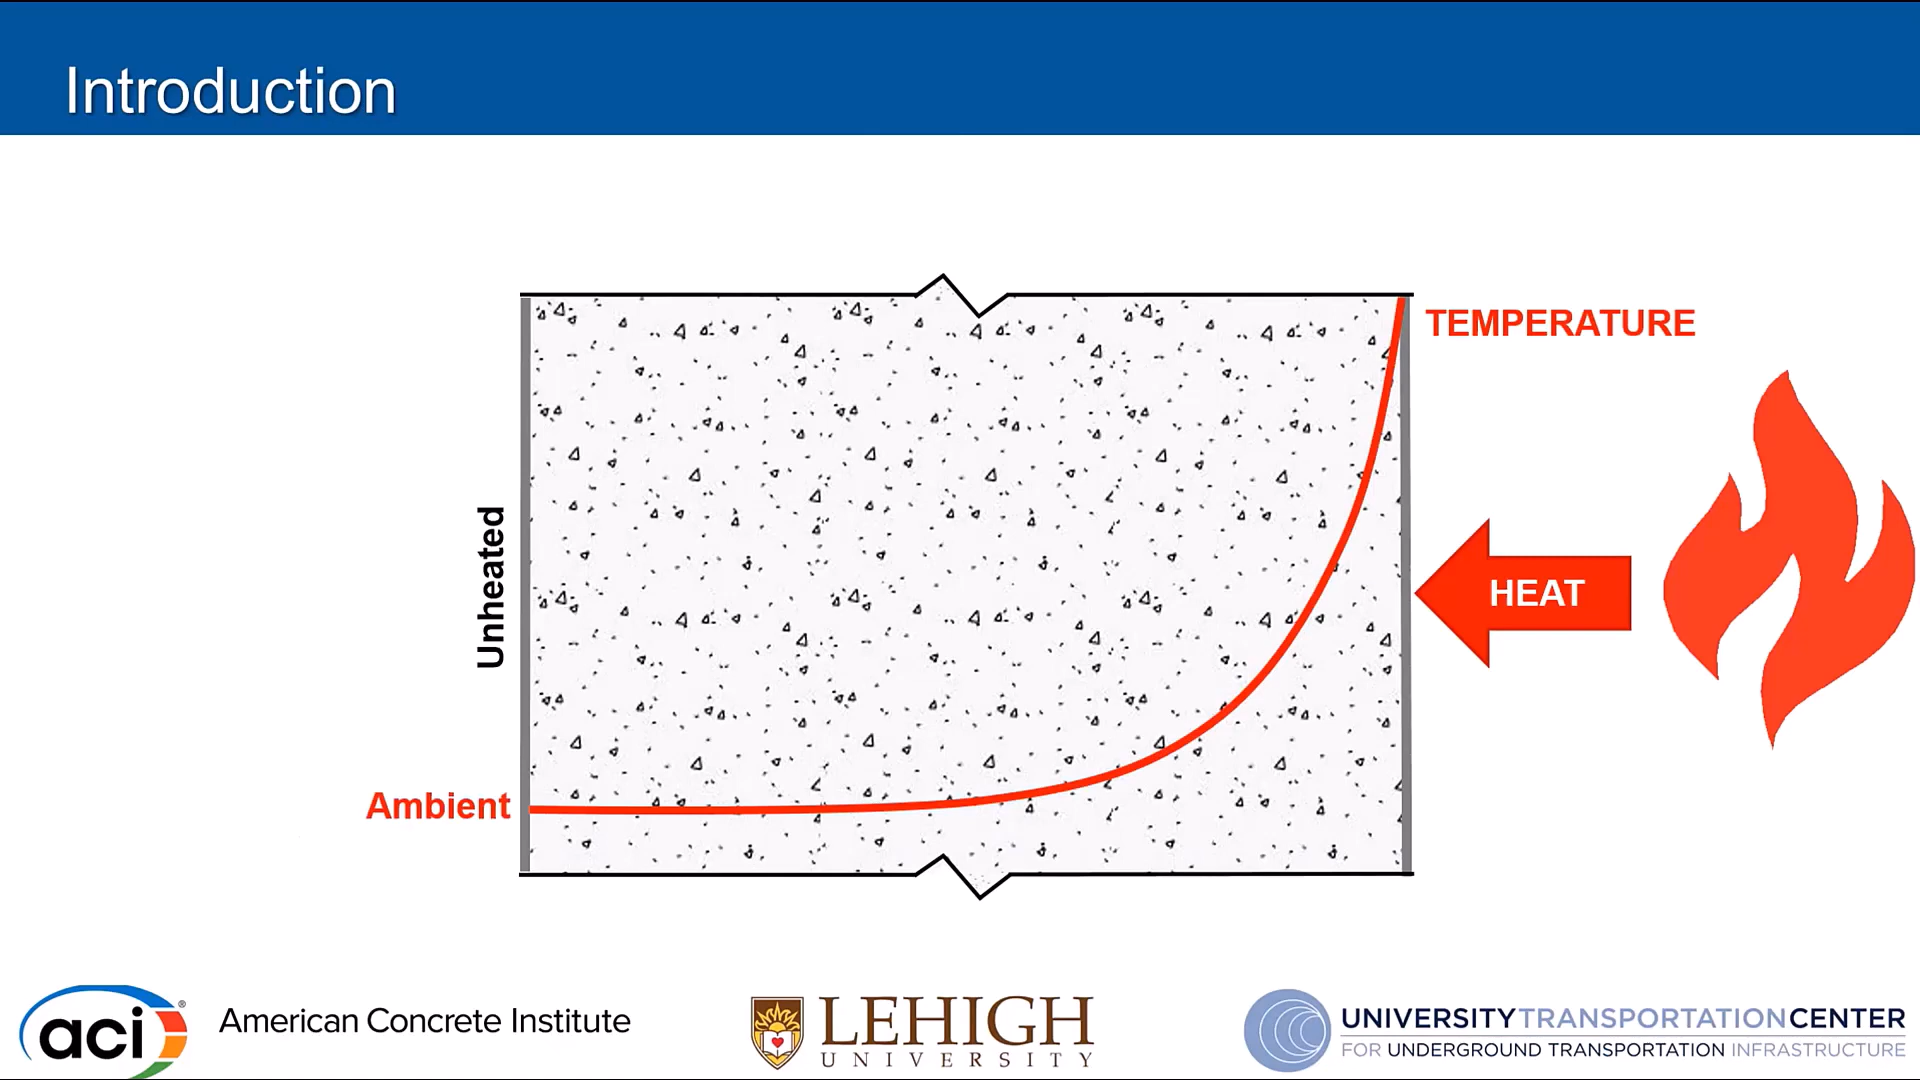 Introduction
TEMPERATURE
Unheated
HEAT
Ambient
aci®
American Concrete Institute
LEHIGH
UNIVERSITY
UNIVERSITYTRANSPORTATIONCENTER
FOR UNDERGROUND TRANSPORTATION INFRASTRUCTURE